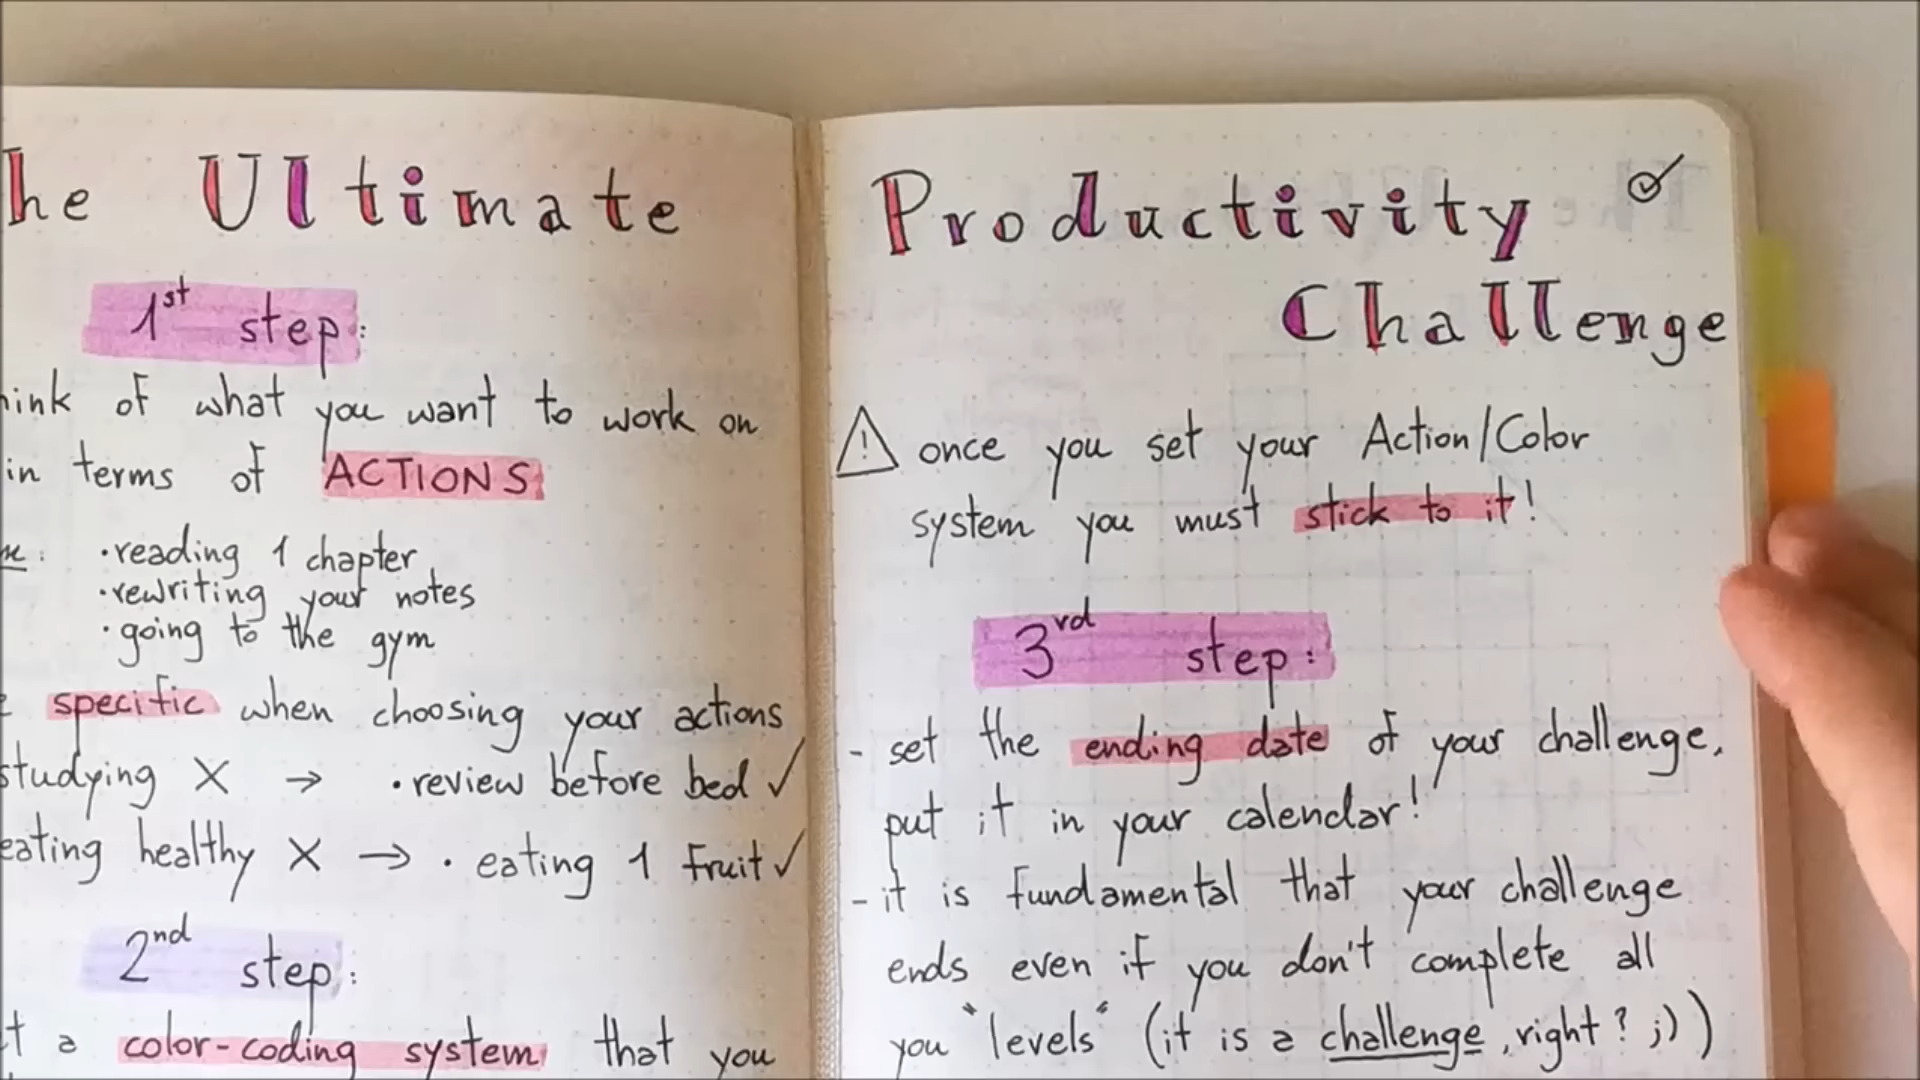 he Ultimate
1st step:
hink of what you want to work on
in terms of ACTIONS
•reading 1 chapter
•rewriting your notes
•going to the gym
specific when choosing your actions
studying X → •review before bed ✓
eating healthy X → • eating 1 fruit ✓
2nd step:
t a color-coding system that you
Productivity
Challenge
⚠ once you set your Action/Color
system you must stick to it!
3rd step:
- set the ending date of your challenge,
put it in your calendar!
- it is fundamental that your challenge
ends even if you don't complete all
you "levels" (it is a challenge, right? ;))